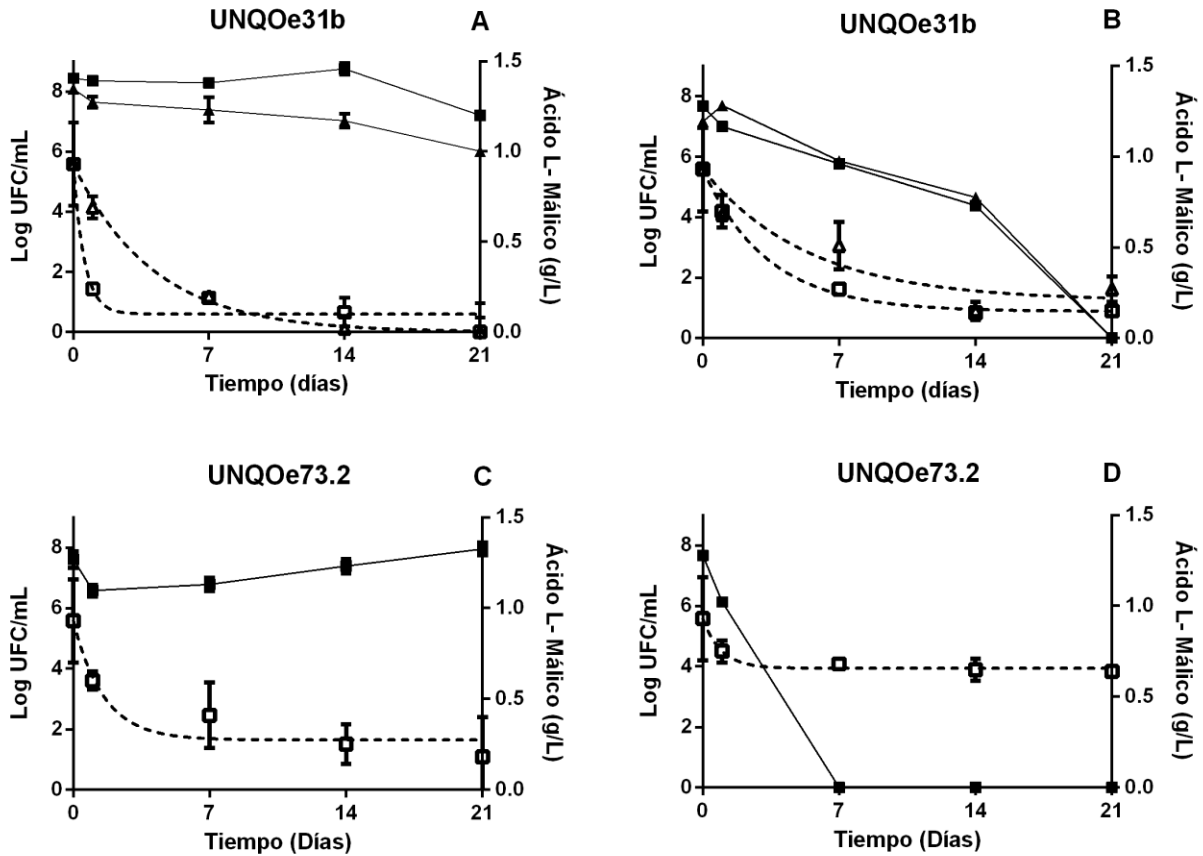 UNQOe31b
A
Log UFC/mL
8
6
4
2
0
1.5
1.0
0.5
0.0
Ácido L- Málico (g/L)
0
7
14
21
Tiempo (días)
UNQOe31b
B
Log UFC/mL
8
6
4
2
0
1.5
1.0
0.5
0.0
Ácido L- Málico (g/L)
0
7
14
21
Tiempo (días)
UNQOe73.2
C
Log UFC/mL
8
6
4
2
0
1.5
1.0
0.5
0.0
Ácido L- Málico (g/L)
0
7
14
21
Tiempo (Días)
UNQOe73.2
D
Log UFC/mL
8
6
4
2
0
1.5
1.0
0.5
0.0
Ácido L- Málico (g/L)
0
7
14
21
Tiempo (Días)